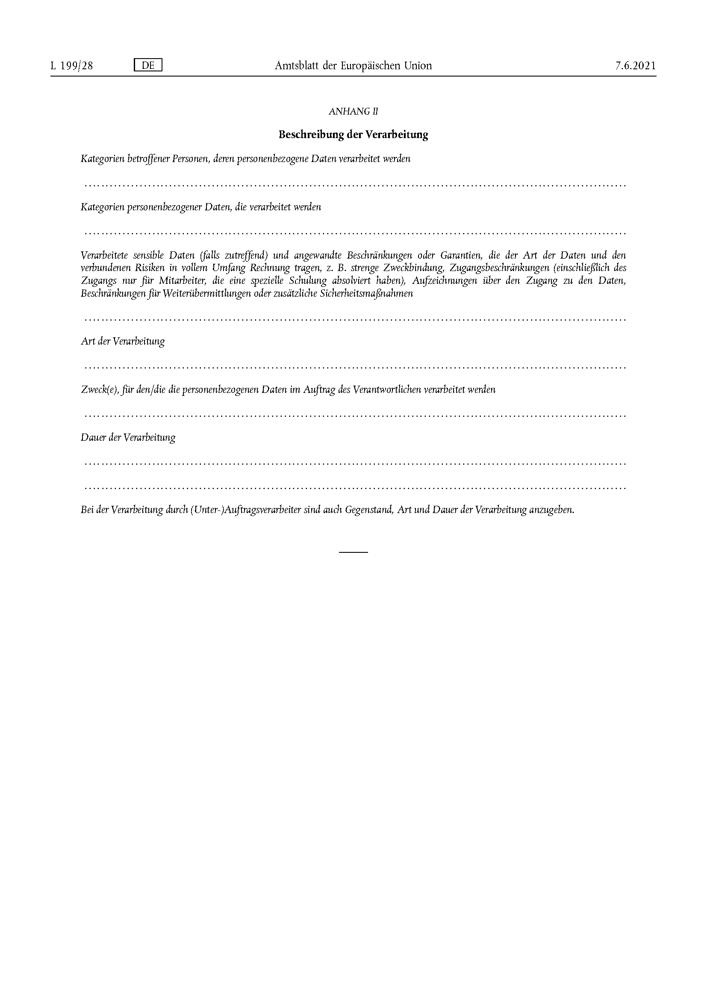 L 199/28 DE Amtsblatt der Europäischen Union 7.6.2021
ANHANG II
Beschreibung der Verarbeitung
Kategorien betroffener Personen, deren personenbezogene Daten verarbeitet werden
................................................................................................................................
Kategorien personenbezogener Daten, die verarbeitet werden
................................................................................................................................
Verarbeitete sensible Daten (falls zutreffend) und angewandte Beschränkungen oder Garantien, die der Art der Daten und den
verbundenen Risiken in vollem Umfang Rechnung tragen, z. B. strenge Zweckbindung, Zugangsbeschränkungen (einschließlich des
Zugangs nur für Mitarbeiter, die eine spezielle Schulung absolviert haben), Aufzeichnungen über den Zugang zu den Daten,
Beschränkungen für Weiterübermittlungen oder zusätzliche Sicherheitsmaßnahmen
................................................................................................................................
Art der Verarbeitung
................................................................................................................................
Zweck(e), für den/die die personenbezogenen Daten im Auftrag des Verantwortlichen verarbeitet werden
................................................................................................................................
Dauer der Verarbeitung
................................................................................................................................
................................................................................................................................
Bei der Verarbeitung durch (Unter-)Auftragsverarbeiter sind auch Gegenstand, Art und Dauer der Verarbeitung anzugeben.